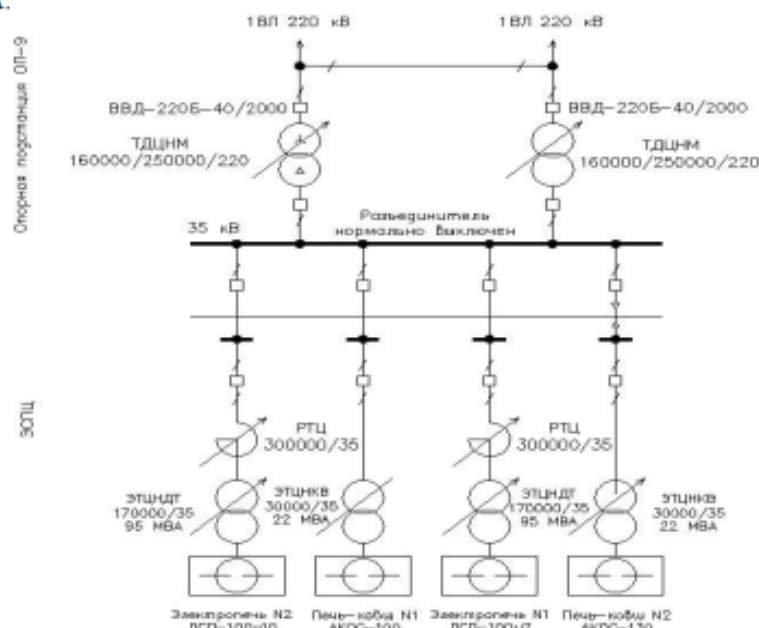 1ВЛ 220 кВ
1ВЛ 220 кВ
Опорная подстанция ОП-9
ВВД-220Б-40/2000
ВВД-220Б-40/2000
ТДЦНМ
160000/250000/220
ТДЦНМ
160000/250000/220
35 кВ
Разъединитель
нормально выключен
ЭСПЦ
РТЦ
300000/35
РТЦ
300000/35
ЭТЦНДТ
170000/35
95 МВА
ЭТЦНКВ
30000/35
22 МВА
ЭТЦНДТ
170000/35
95 МВА
ЭТЦНКВ
30000/35
22 МВА
Электропечь N2
Печь-ковш N1
Электропечь N1
Печь-ковш N2